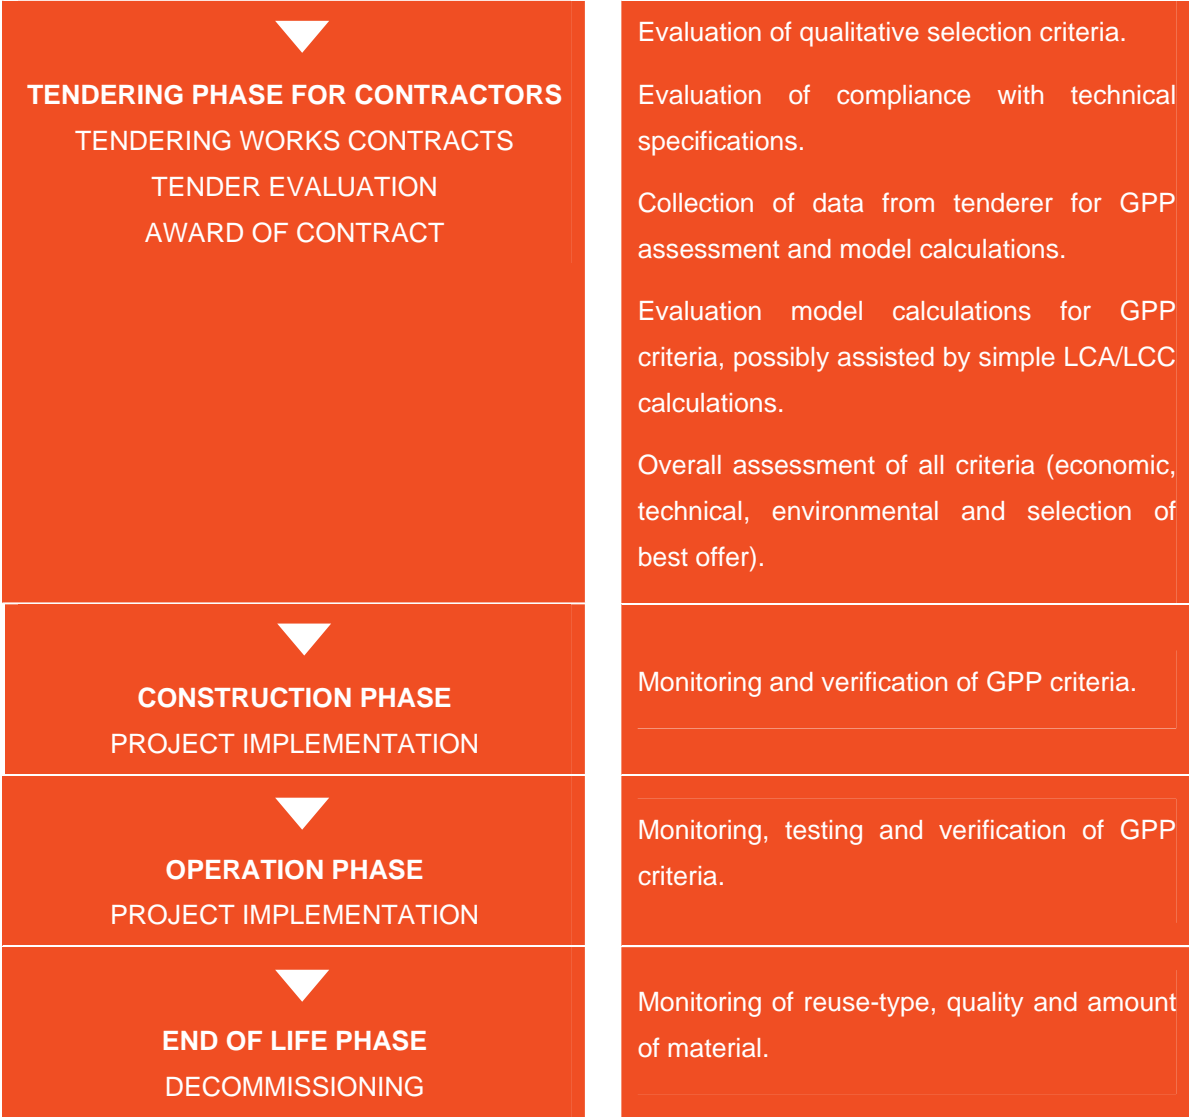 TENDERING PHASE FOR CONTRACTORS
TENDERING WORKS CONTRACTS
TENDER EVALUATION
AWARD OF CONTRACT
Evaluation of qualitative selection criteria.
Evaluation of compliance with technical
specifications.
Collection of data from tenderer for GPP
assessment and model calculations.
Evaluation model calculations for GPP
criteria, possibly assisted by simple LCA/LCC
calculations.
Overall assessment of all criteria (economic,
technical, environmental and selection of
best offer).
CONSTRUCTION PHASE
PROJECT IMPLEMENTATION
Monitoring and verification of GPP criteria.
OPERATION PHASE
PROJECT IMPLEMENTATION
Monitoring, testing and verification of GPP
criteria.
END OF LIFE PHASE
DECOMMISSIONING
Monitoring of reuse-type, quality and amount
of material.